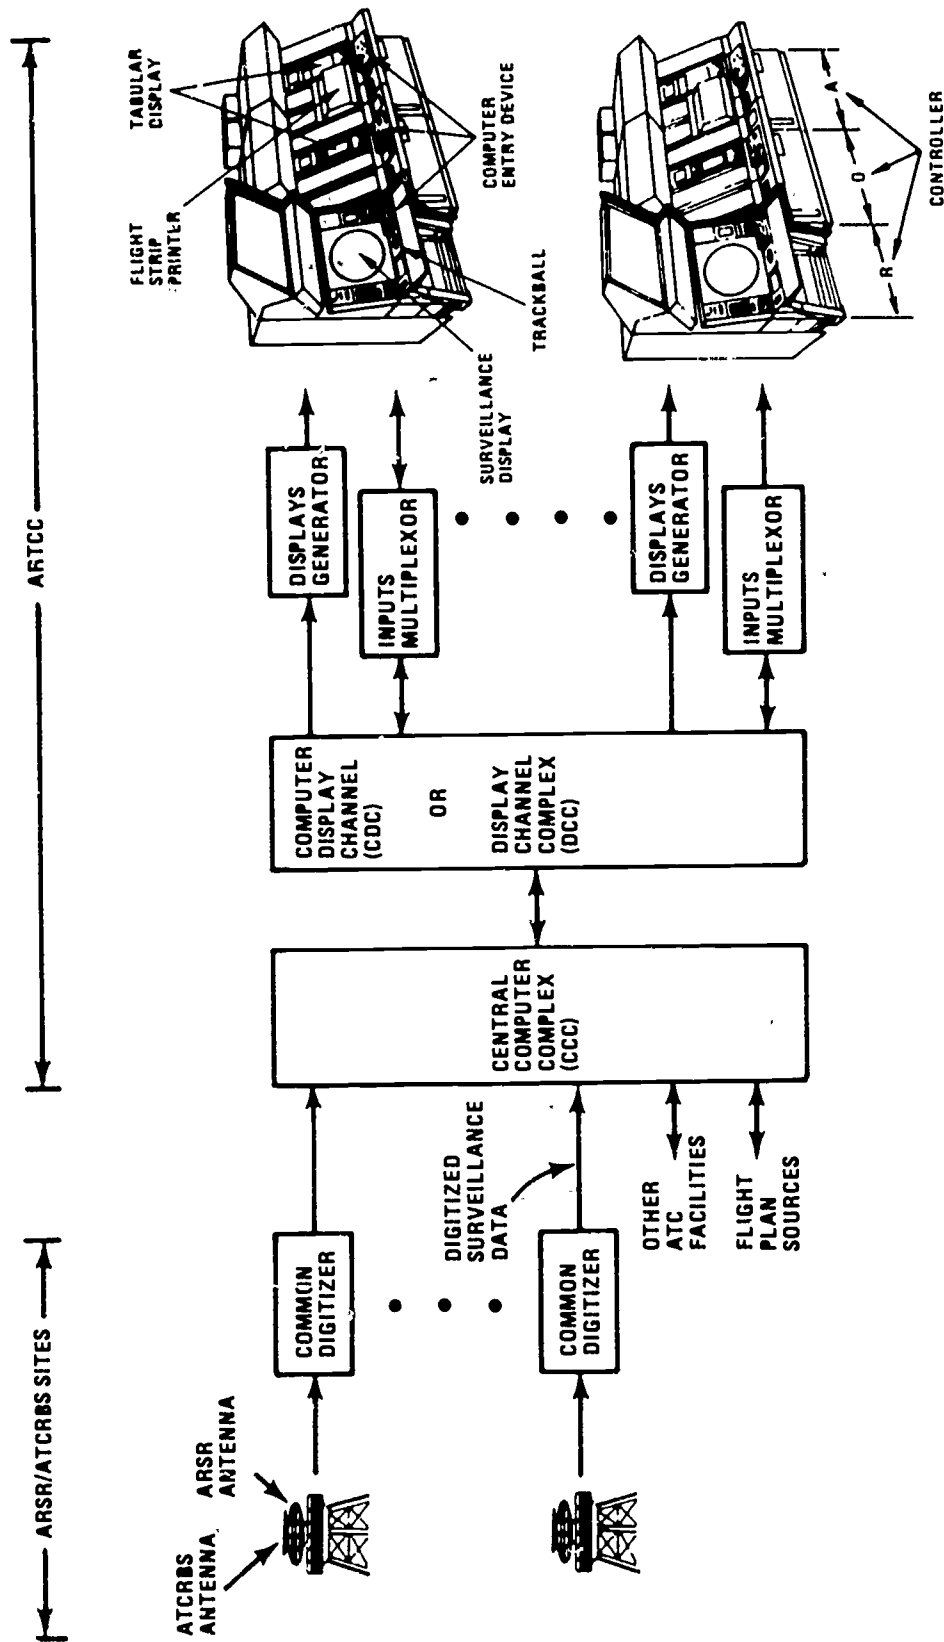 ARSR/ATCRBS SITES
ARTCC
ATCRBS
ANTENNA
ARSR
ANTENNA
COMMON
DIGITIZER
COMMON
DIGITIZER
DIGITIZED
SURVEILLANCE
DATA
OTHER
ATC
FACILITIES
FLIGHT
PLAN
SOURCES
CENTRAL
COMPUTER
COMPLEX
(CCC)
COMPUTER
DISPLAY
CHANNEL
(CDC)
OR
DISPLAY
CHANNEL
COMPLEX
(DCC)
DISPLAYS
GENERATOR
INPUTS
MULTIPLEXOR
DISPLAYS
GENERATOR
INPUTS
MULTIPLEXOR
FLIGHT
STRIP
PRINTER
TABULAR
DISPLAY
SURVEILLANCE
DISPLAY
TRACKBALL
COMPUTER
ENTRY DEVICE
R
D
A
CONTROLLER